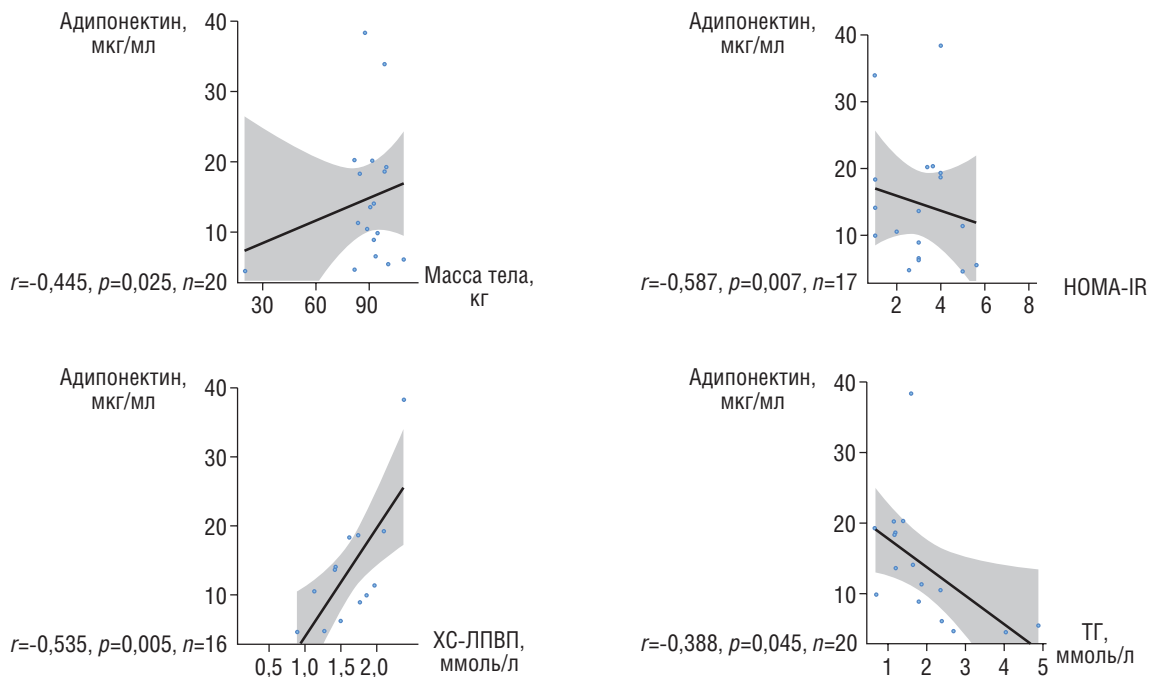 Адипонектин,
мкг/мл
40
30
20
10
r=-0,445, p=0,025, n=20
30 60 90
Масса тела,
кг
Адипонектин,
мкг/мл
40
30
20
10
r=-0,587, p=0,007, n=17
2 4 6 8
HOMA-IR
Адипонектин,
мкг/мл
40
30
20
10
r=-0,535, p=0,005, n=16
0,5 1,0 1,5 2,0
ХС-ЛПВП,
ммоль/л
Адипонектин,
мкг/мл
40
30
20
10
r=-0,388, p=0,045, n=20
1 2 3 4 5
ТГ,
ммоль/л